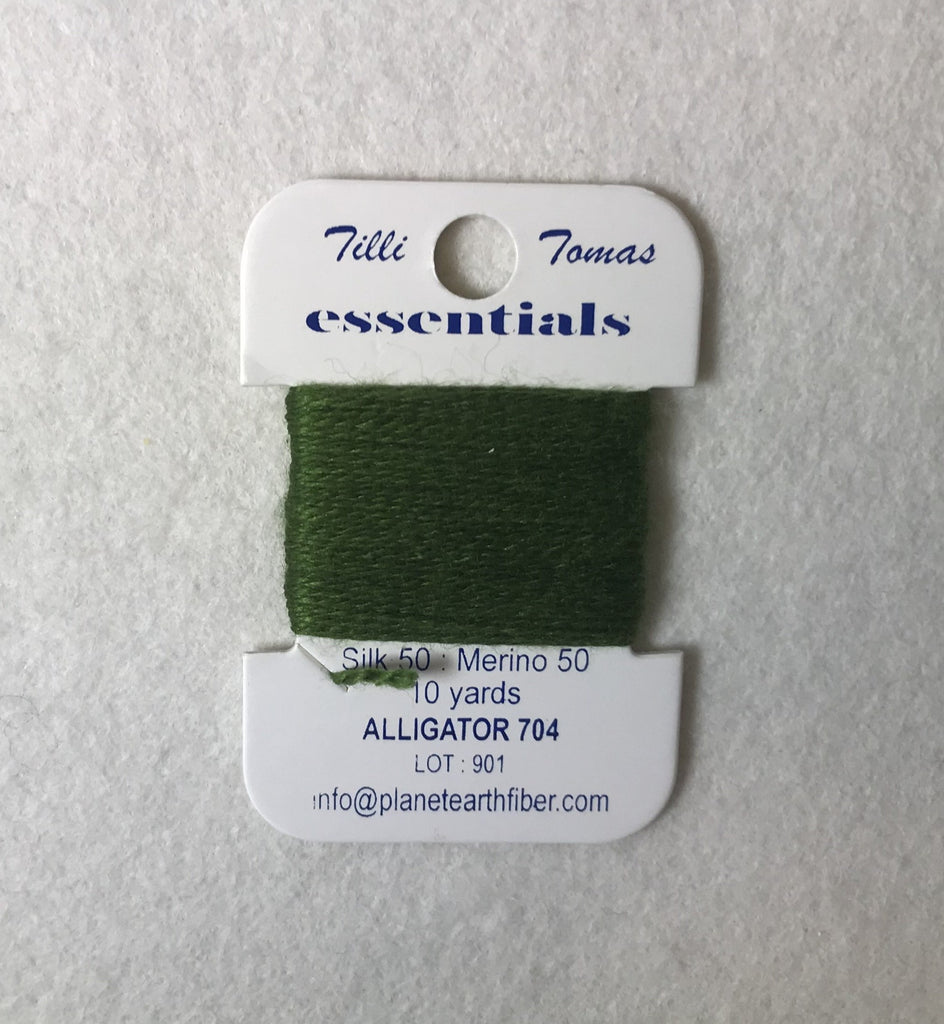 Tilli Tomas
essentials
Silk 50 : Merino 50
10 yards
ALLIGATOR 704
LOT : 901
info@planetearthfiber.com